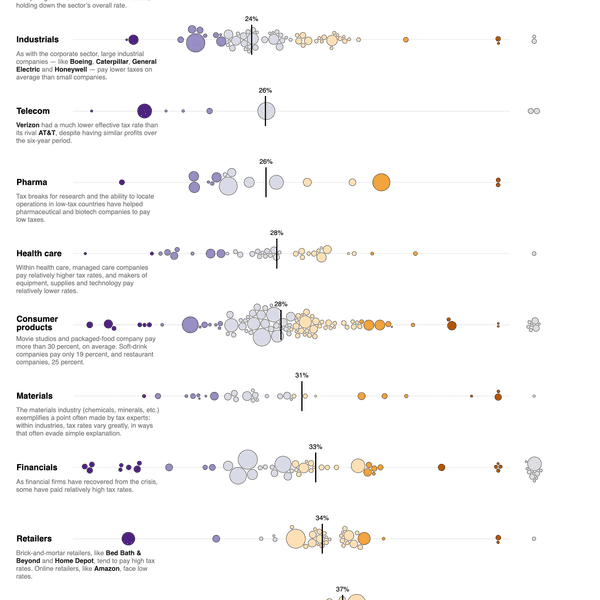 holding down the sector's overall rate.
24%
Industrials
As with the corporate sector, large industrial
companies — like Boeing, Caterpillar, General
Electric and Honeywell — pay lower taxes on
average than small companies.
26%
Telecom
Verizon had a much lower effective tax rate than
its rival AT&T, despite having similar profits over
the six-year period.
26%
Pharma
Tax breaks for research and the ability to locate
operations in low-tax countries have helped
pharmaceutical and biotech companies to pay
low taxes.
28%
Health care
Within health care, managed care companies
pay relatively higher tax rates, and makers of
equipment, supplies and technology pay
relatively lower rates.
28%
Consumer
products
Movie studios and packaged-food company pay
more than 30 percent, on average. Soft-drink
companies pay only 19 percent, and restaurant
companies, 25 percent.
31%
Materials
The materials industry (chemicals, minerals, etc.)
exemplifies a point often made by tax experts:
within industries, tax rates vary greatly, in ways
that often evade simple explanation.
33%
Financials
As financial firms have recovered from the crisis,
some have paid relatively high tax rates.
34%
Retailers
Brick-and-mortar retailers, like Bed Bath &
Beyond and Home Depot, tend to pay high tax
rates. Online retailers, like Amazon, face low
rates.
37%